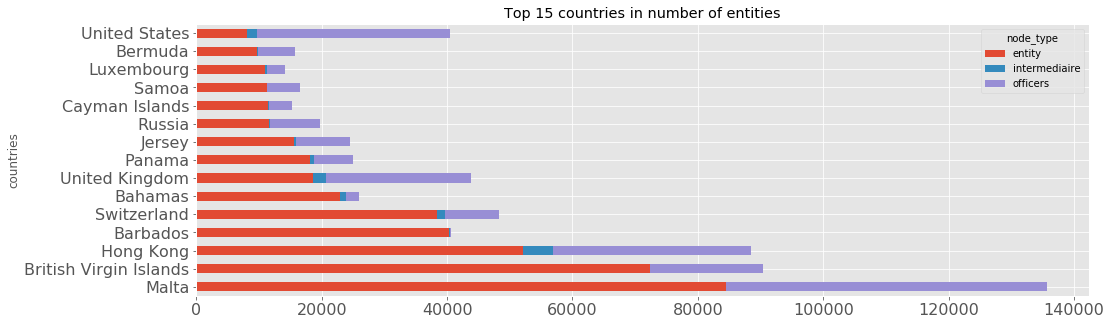 Top 15 countries in number of entities
node_type
entity
intermediaire
officers
countries
United States
Bermuda
Luxembourg
Samoa
Cayman Islands
Russia
Jersey
Panama
United Kingdom
Bahamas
Switzerland
Barbados
Hong Kong
British Virgin Islands
Malta
0 20000 40000 60000 80000 100000 120000 140000